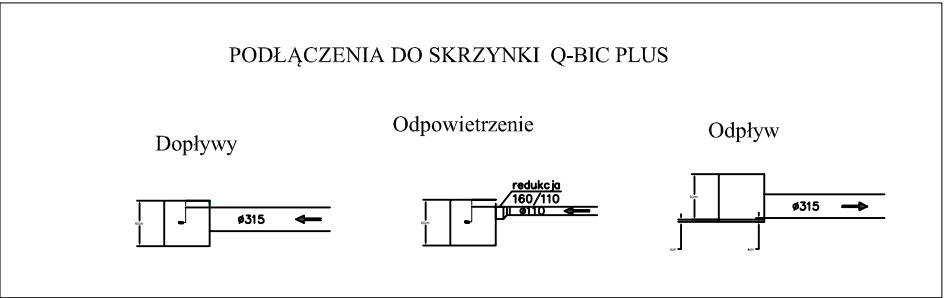 PODŁĄCZENIA DO SKRZYNKI Q-BIC PLUS
Dopływy
Odpowietrzenie
Odpływ
redukcja
160/110
ø110
ø315
ø315